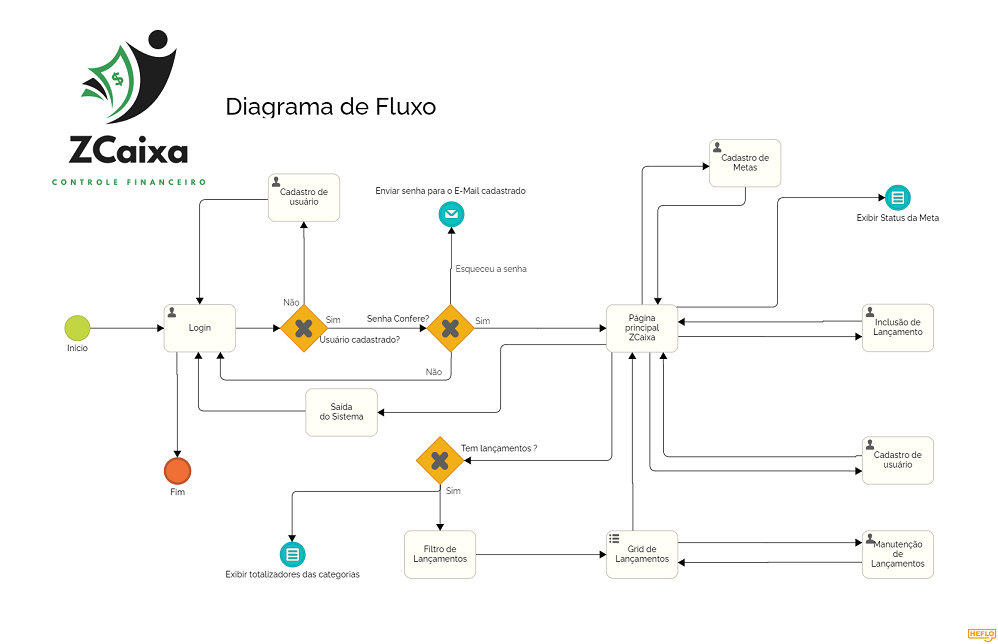 Diagrama de Fluxo
ZCaixa
CONTROLE FINANCEIRO
Cadastro de
usuário
Enviar senha para o E-Mail cadastrado
Cadastro de
Metas
Exibir Status da Meta
Esqueceu a senha
Não
Início
Login
Sim
Usuário cadastrado?
Senha Confere?
Sim
Não
Página
principal
ZCaixa
Inclusão de
Lançamento
Saída
do Sistema
Tem lançamentos ?
Sim
Cadastro de
usuário
Fim
Exibir totalizadores das categorias
Filtro de
Lançamentos
Grid de
Lançamentos
Manutenção
de
Lançamentos
HEFLO